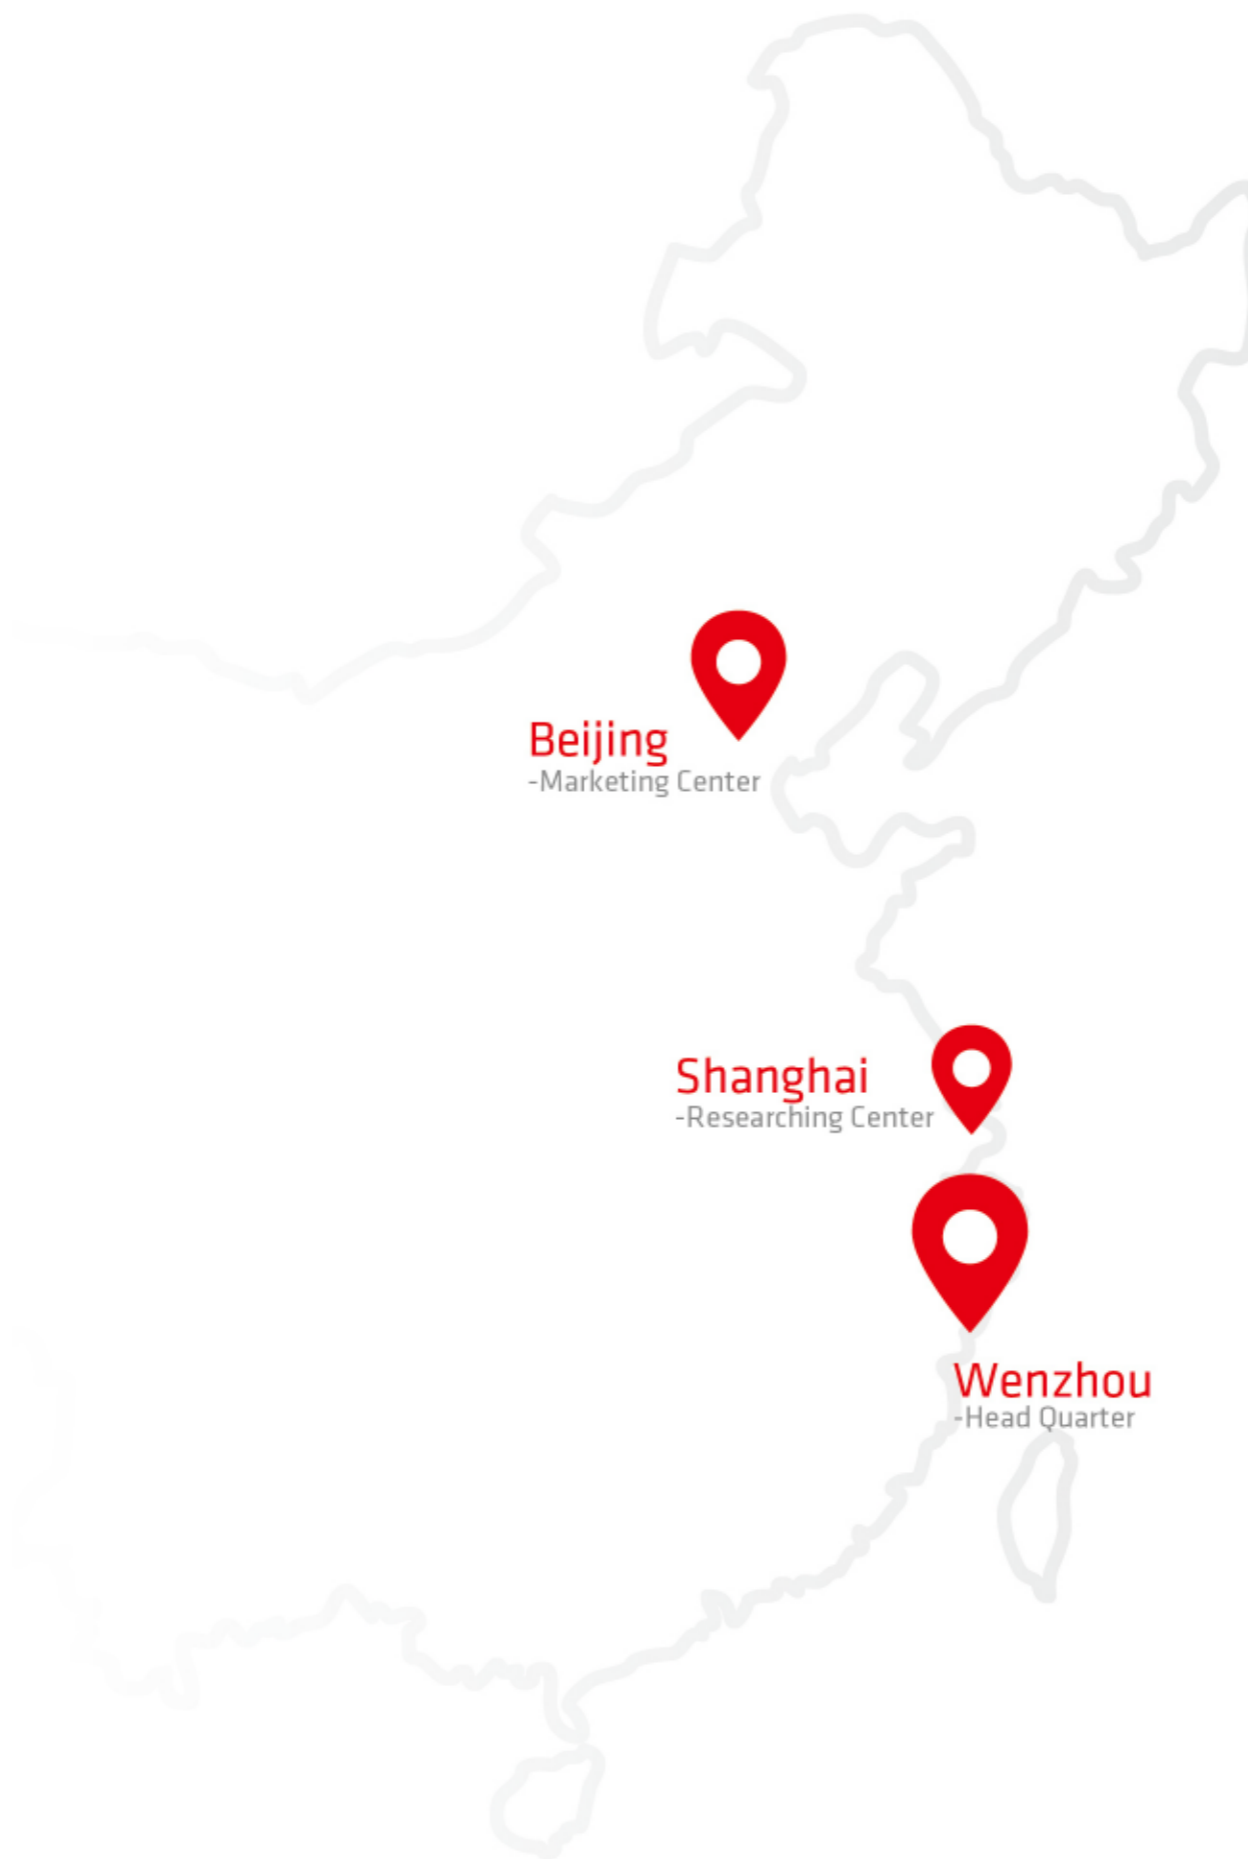 Beijing
-Marketing Center
Shanghai
-Researching Center
Wenzhou
-Head Quarter